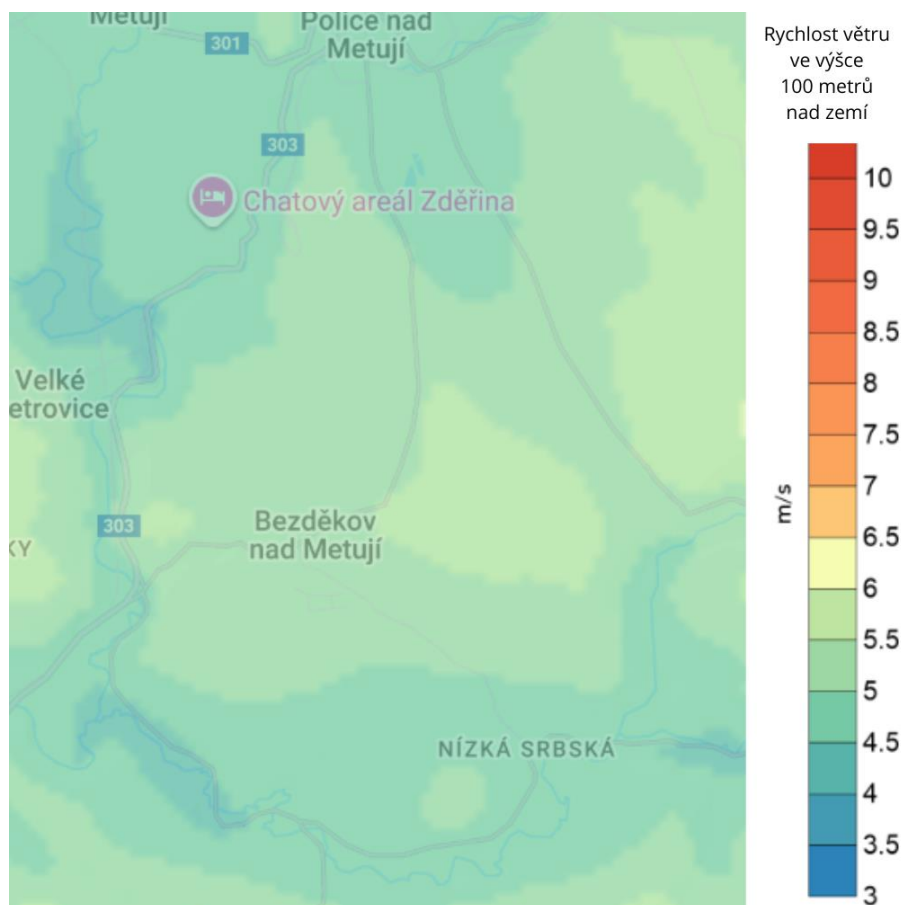 Metují
Police nad
Metují
301
303
Chatový areál Zděřina
Velké
etrovice
303
Bezděkov
nad Metují
KY
NÍZKÁ SRBSKÁ
Rychlost větru
ve výšce
100 metrů
nad zemí
m/s
10
9.5
9
8.5
8
7.5
7
6.5
6
5.5
5
4.5
4
3.5
3